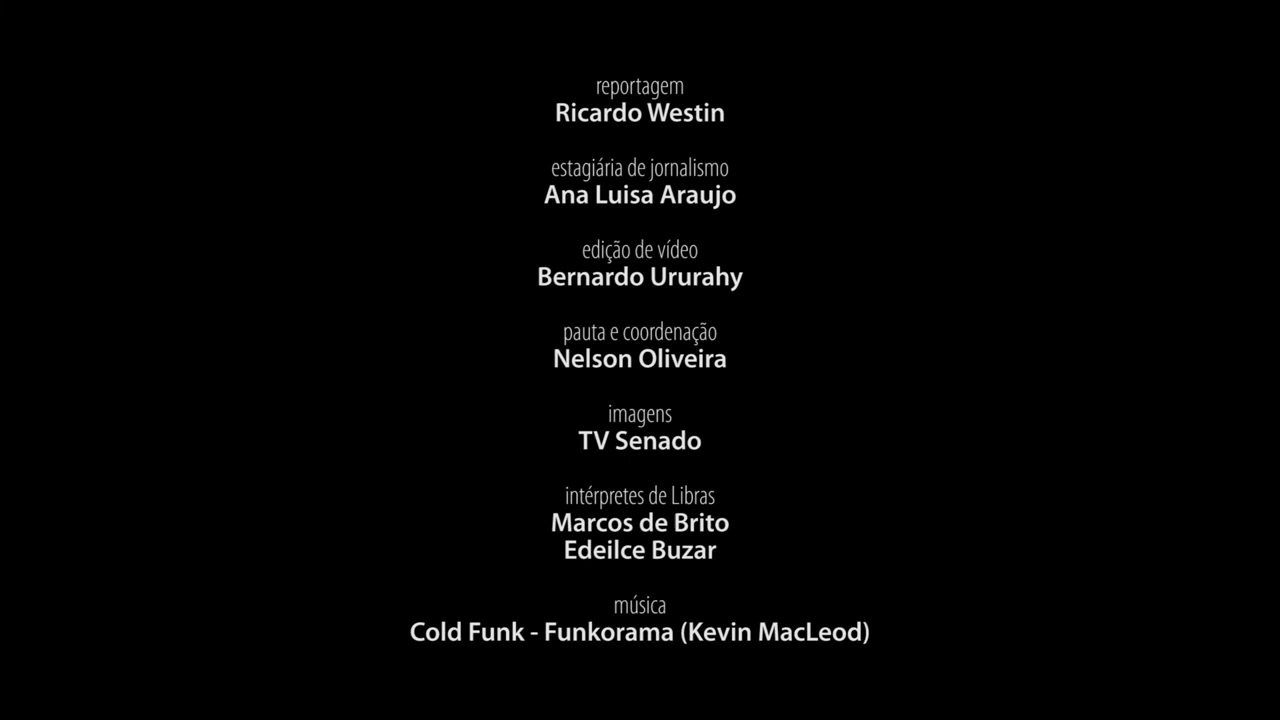 reportagem
Ricardo Westin
estagiária de jornalismo
Ana Luisa Araujo
edição de vídeo
Bernardo Ururahy
pauta e coordenação
Nelson Oliveira
imagens
TV Senado
intérpretes de Libras
Marcos de Brito
Edeilce Buzar
música
Cold Funk - Funkorama (Kevin MacLeod)